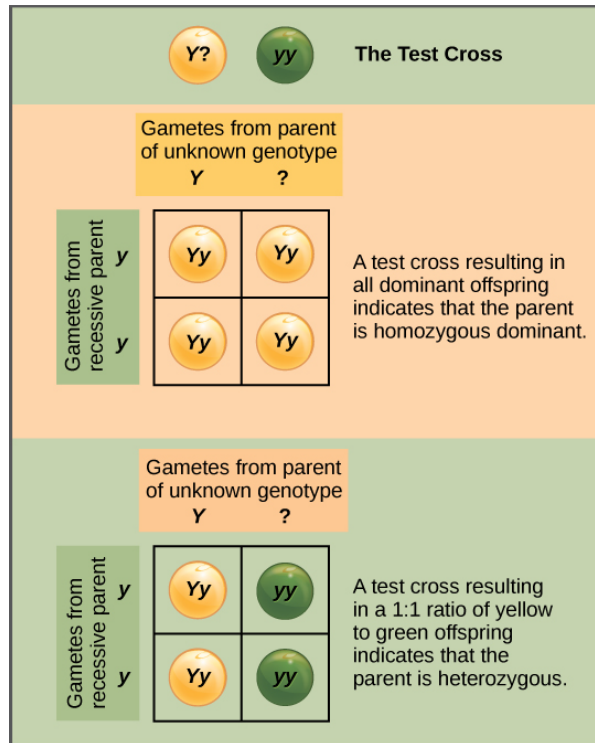 Y? yy The Test Cross
Gametes from parent
of unknown genotype
Y ?
Gametes from
recessive parent
y
y
Yy Yy
Yy Yy
A test cross resulting in
all dominant offspring
indicates that the parent
is homozygous dominant.
Gametes from parent
of unknown genotype
Y ?
Gametes from
recessive parent
y
y
Yy yy
Yy yy
A test cross resulting
in a 1:1 ratio of yellow
to green offspring
indicates that the
parent is heterozygous.